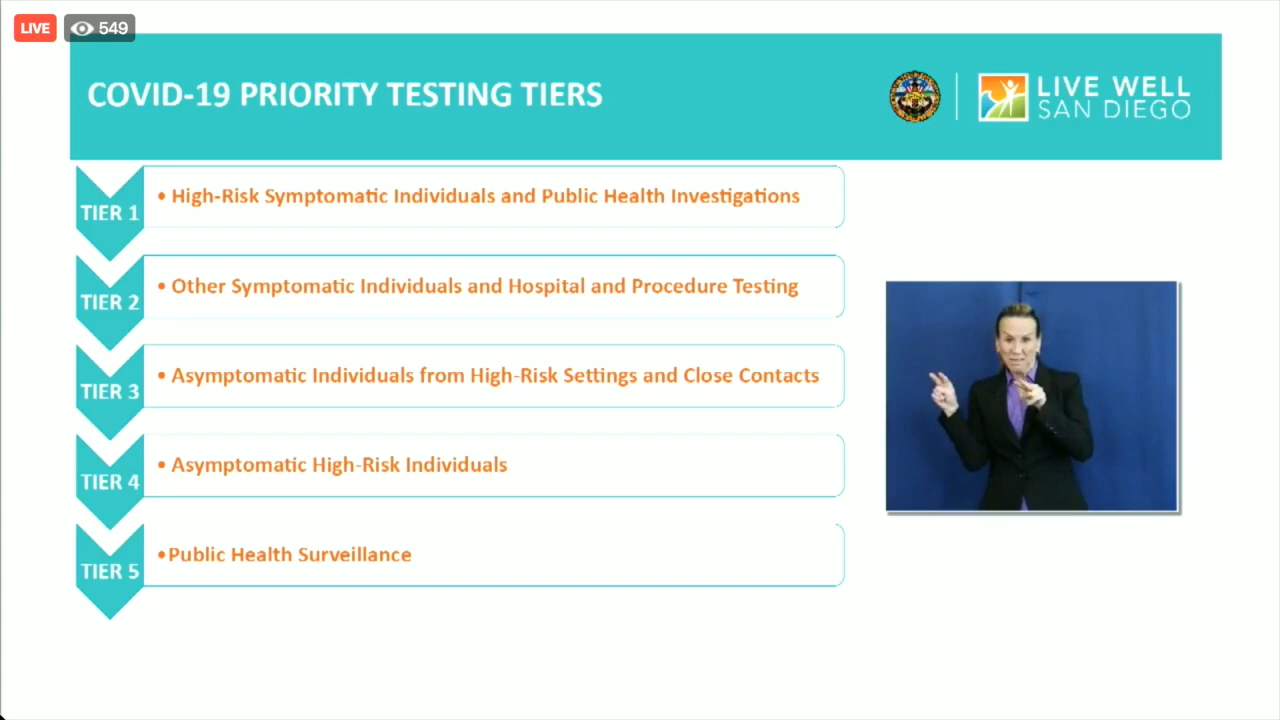 LIVE 549
COVID-19 PRIORITY TESTING TIERS
LIVE WELL
SAN DIEGO
TIER 1
• High-Risk Symptomatic Individuals and Public Health Investigations
TIER 2
• Other Symptomatic Individuals and Hospital and Procedure Testing
TIER 3
• Asymptomatic Individuals from High-Risk Settings and Close Contacts
TIER 4
• Asymptomatic High-Risk Individuals
TIER 5
•Public Health Surveillance